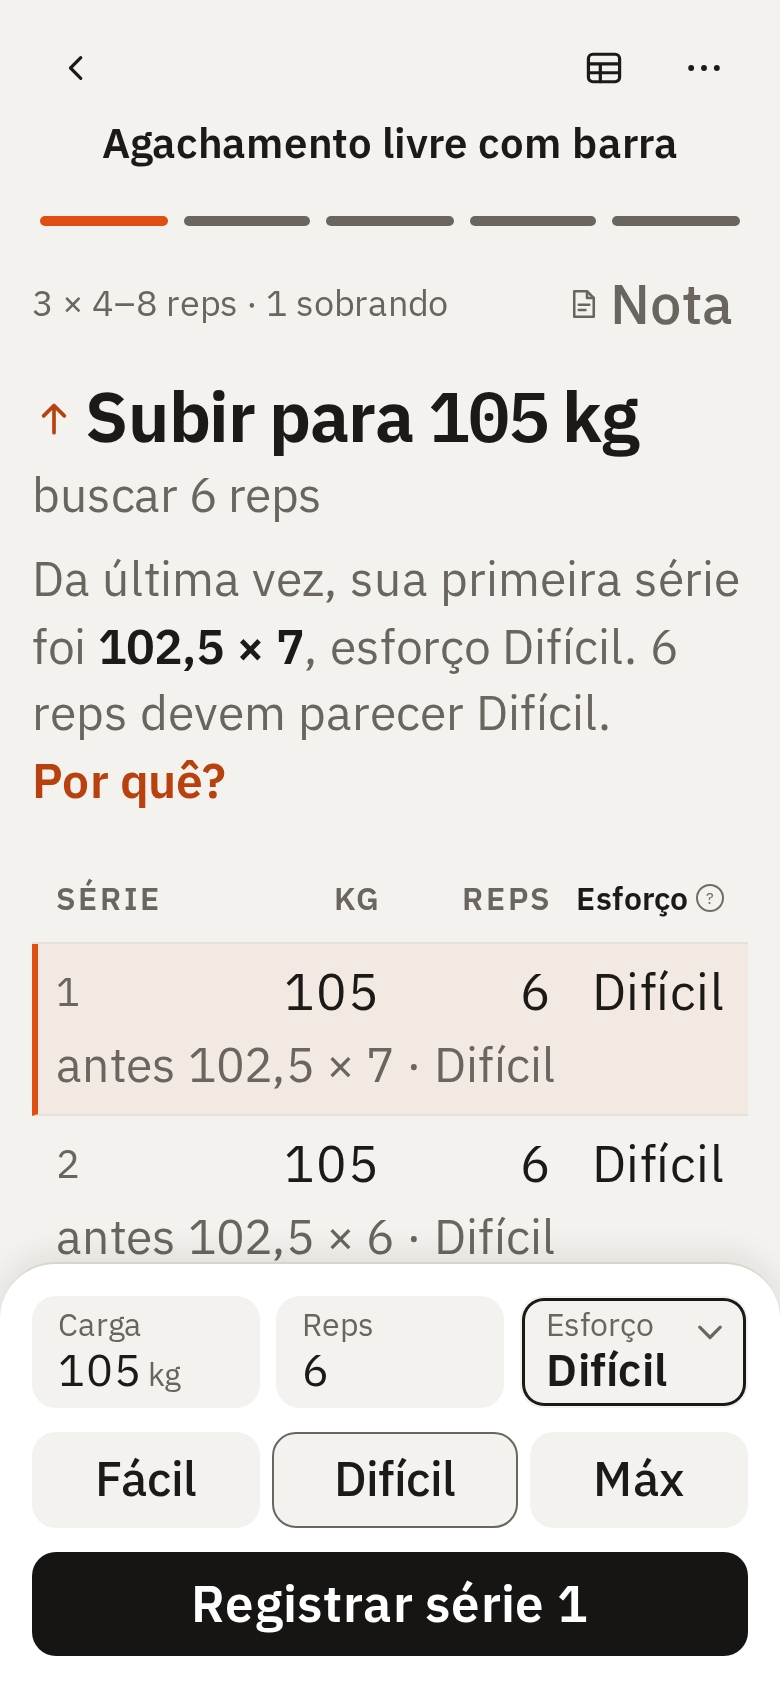 Agachamento livre com barra
3 × 4–8 reps · 1 sobrando
Nota
↑ Subir para 105 kg
buscar 6 reps
Da última vez, sua primeira série
foi 102,5 × 7, esforço Difícil. 6
reps devem parecer Difícil.
Por quê?
SÉRIE KG REPS Esforço ?
1 105 6 Difícil
antes 102,5 × 7 · Difícil
2 105 6 Difícil
antes 102,5 × 6 · Difícil
Carga Reps Esforço
105 kg 6 Difícil
Fácil Difícil Máx
Registrar série 1